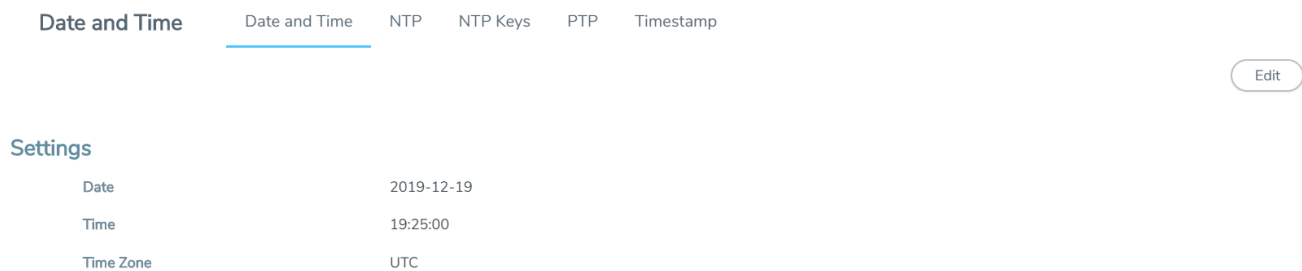 Date and Time Date and Time NTP NTP Keys PTP Timestamp
Edit
Settings
Date 2019-12-19
Time 19:25:00
Time Zone UTC